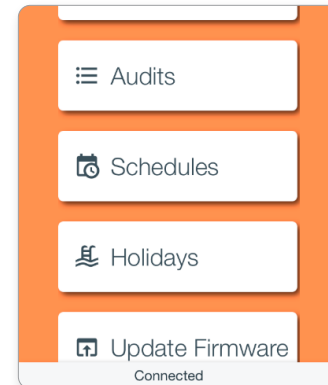 Audits
Schedules
Holidays
Update Firmware
Connected